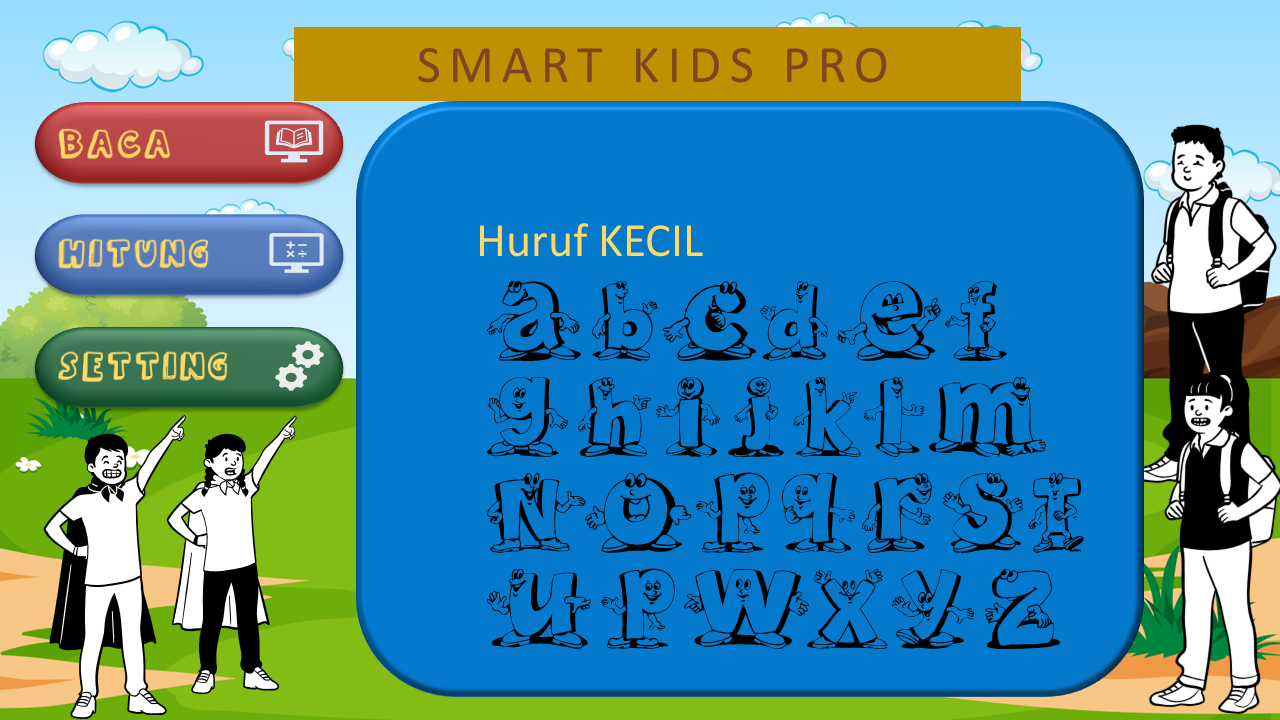 SMART KIDS PRO
BACA
HITUNG
SETTING
Huruf KECIL
a b c d e f
g h i j k l m
N o p q r s T
u p w x y z